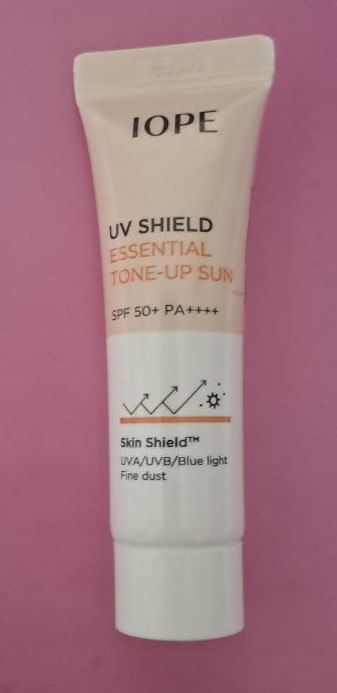 IOPE
UV SHIELD
ESSENTIAL
TONE-UP SUN
SPF 50+ PA++++
Skin Shield™
UVA/UVB/Blue light
Fine dust